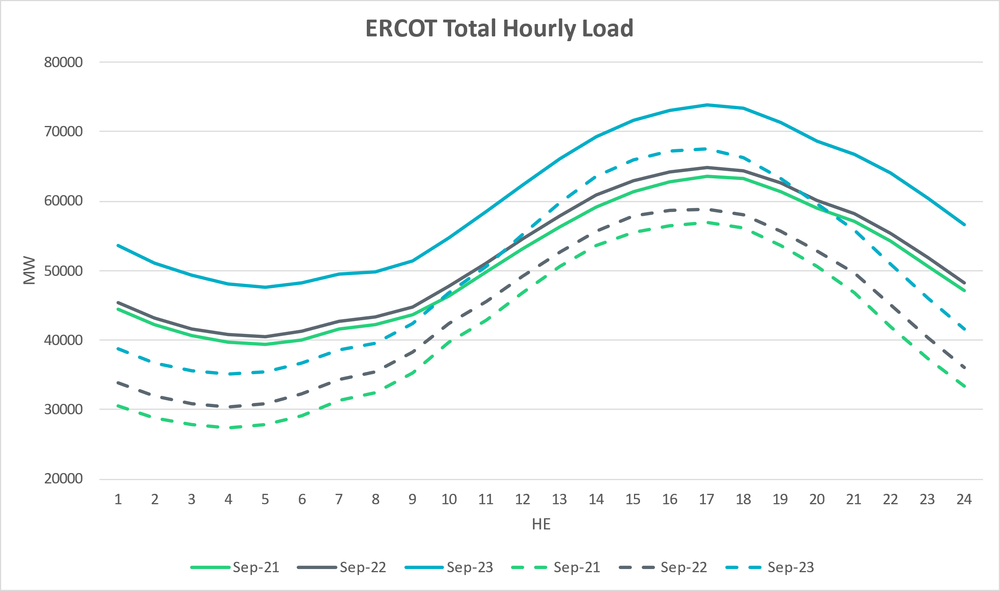 ERCOT Total Hourly Load
80000
70000
60000
50000
40000
30000
20000
MW
1 2 3 4 5 6 7 8 9 10 11 12 13 14 15 16 17 18 19 20 21 22 23 24
HE
Sep-21 Sep-22 Sep-23 Sep-21 Sep-22 Sep-23